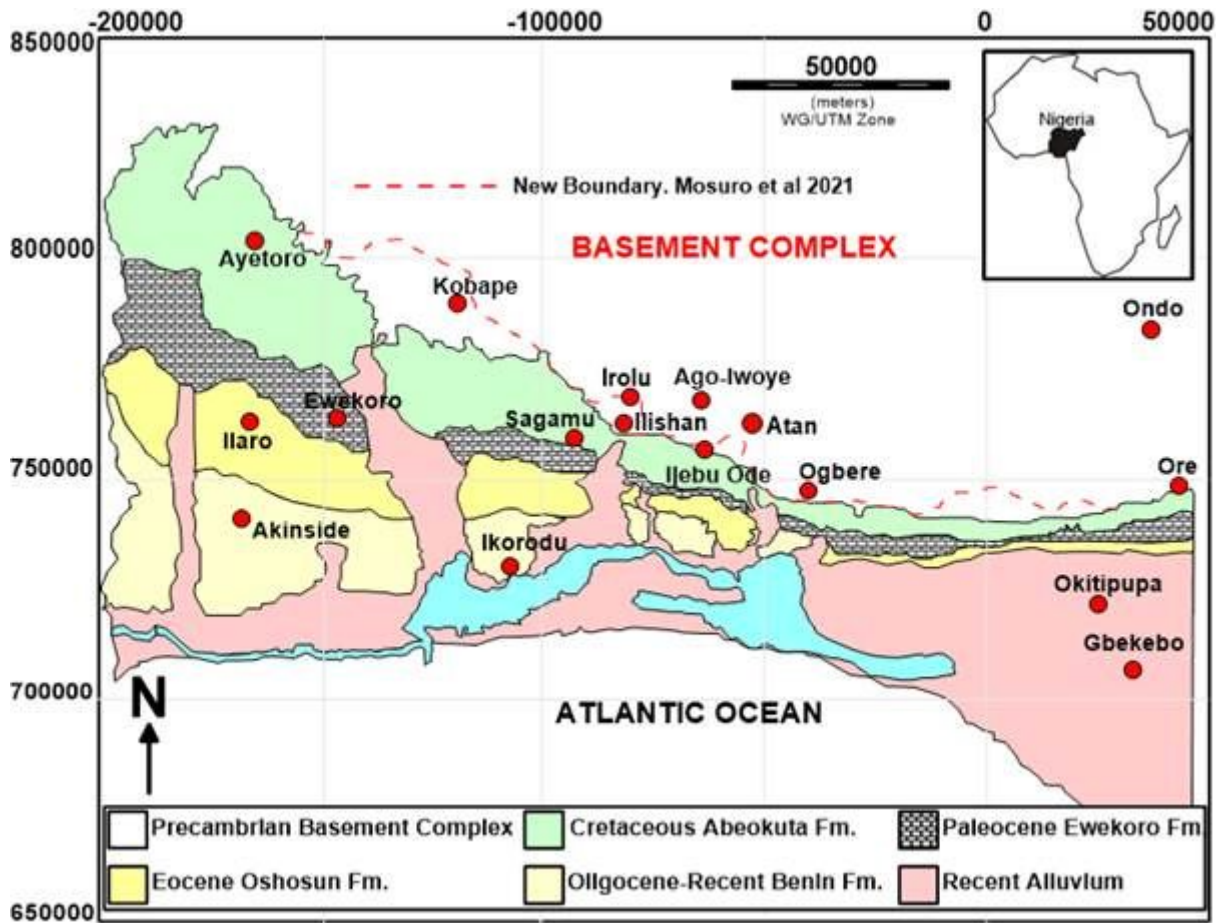 -200000 -100000 0 50000
850000
50000
(meters)
WG/UTM Zone
Nigeria
New Boundary. Mosuro et al 2021
800000
BASEMENT COMPLEX
Ayetoro
Kobape
Ondo
Irolu Ago-Iwoye
Ewekoro
Sagamu Ilishan Atan
Ilaro
750000
Ijebu Ode Ogbere Ore
Akinside
Ikorodu
Okitipupa
Gbekebo
700000
N
ATLANTIC OCEAN
Precambrian Basement Complex Cretaceous Abeokuta Fm. Paleocene Ewekoro Fm.
Eocene Oshosun Fm. Oligocene-Recent Benin Fm. Recent Alluvium
650000